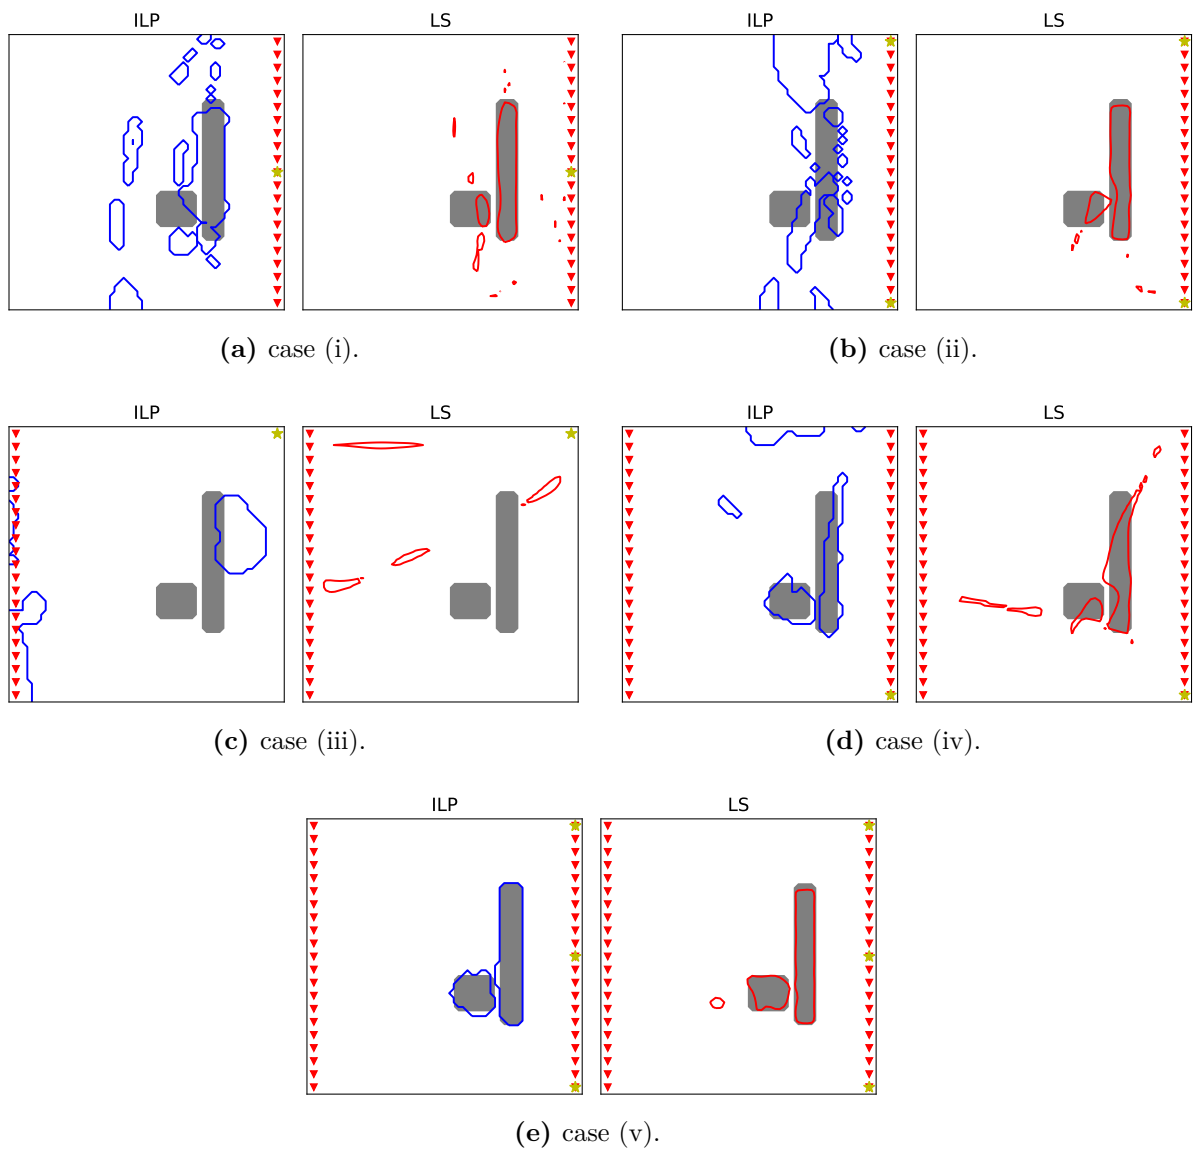 ILP LS ILP LS
(a) case (i). (b) case (ii).
ILP LS ILP LS
(c) case (iii). (d) case (iv).
ILP LS
(e) case (v).